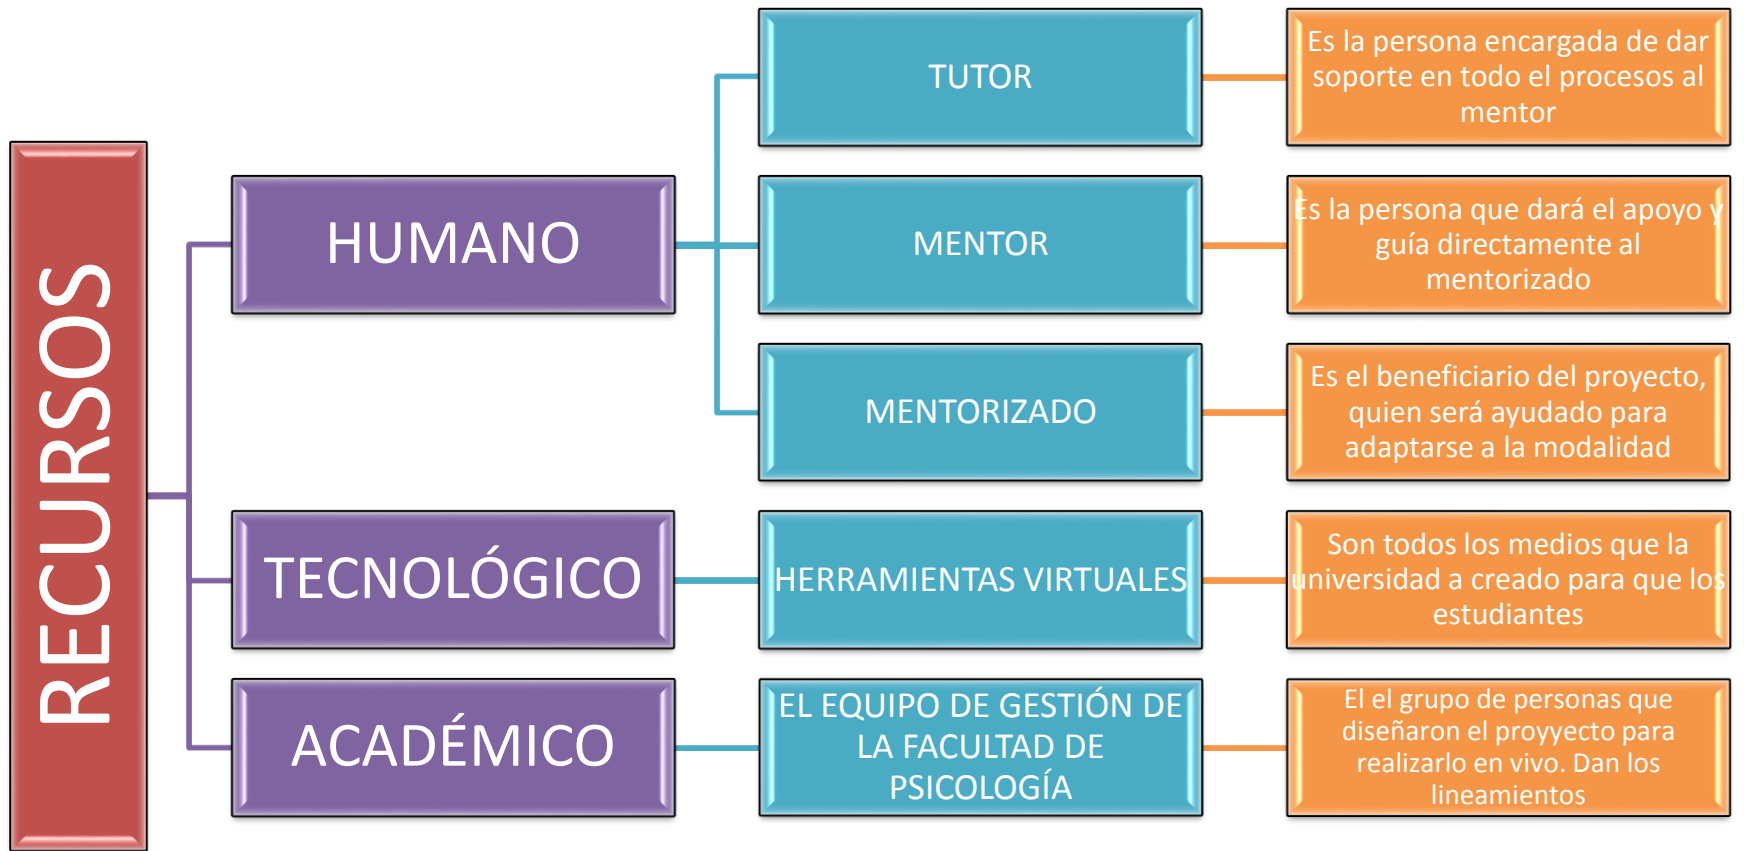 RECURSOS
HUMANO
TUTOR
Es la persona encargada de dar
soporte en todo el procesos al
mentor
MENTOR
Es la persona que dará el apoyo y
guía directamente al
mentorizado
MENTORIZADO
Es el beneficiario del proyecto,
quien será ayudado para
adaptarse a la modalidad
TECNOLÓGICO
HERRAMIENTAS VIRTUALES
Son todos los medios que la
universidad a creado para que los
estudiantes
ACADÉMICO
EL EQUIPO DE GESTIÓN DE
LA FACULTAD DE
PSICOLOGÍA
El el grupo de personas que
diseñaron el proyyecto para
realizarlo en vivo. Dan los
lineamientos